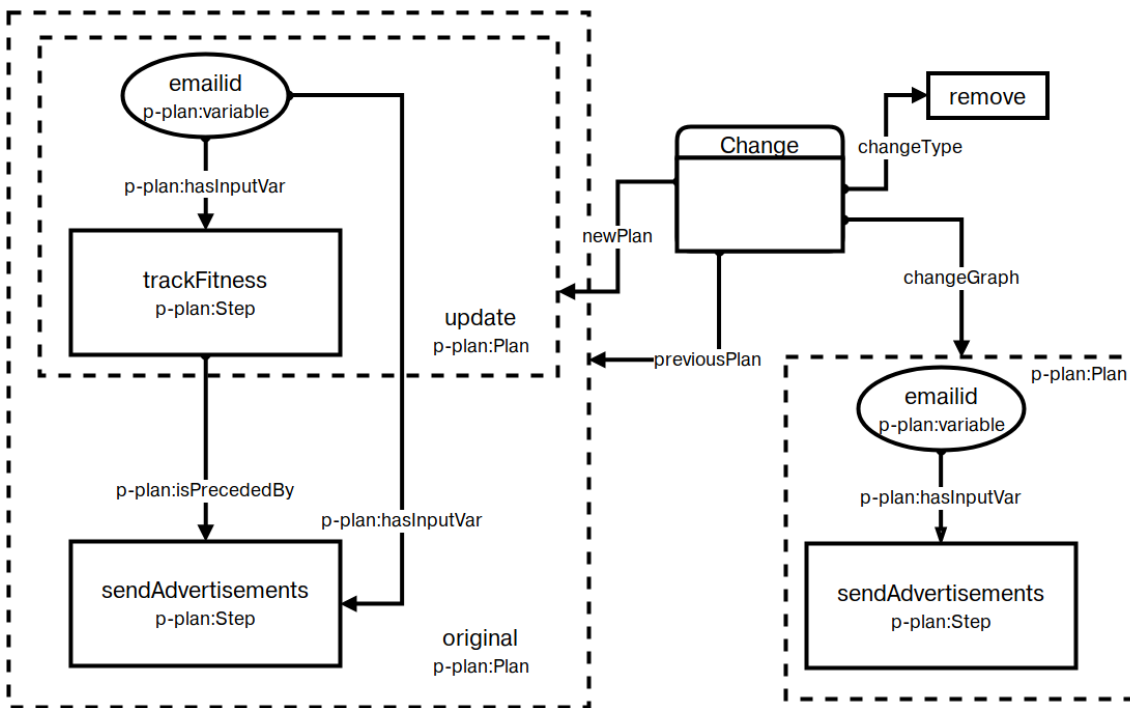 emailid
p-plan:variable
p-plan:hasInputVar
trackFitness
p-plan:Step
update
p-plan:Plan
p-plan:isPrecededBy
p-plan:hasInputVar
sendAdvertisements
p-plan:Step
original
p-plan:Plan
Change
remove
changeType
newPlan
changeGraph
previousPlan
p-plan:Plan
emailid
p-plan:variable
p-plan:hasInputVar
sendAdvertisements
p-plan:Step